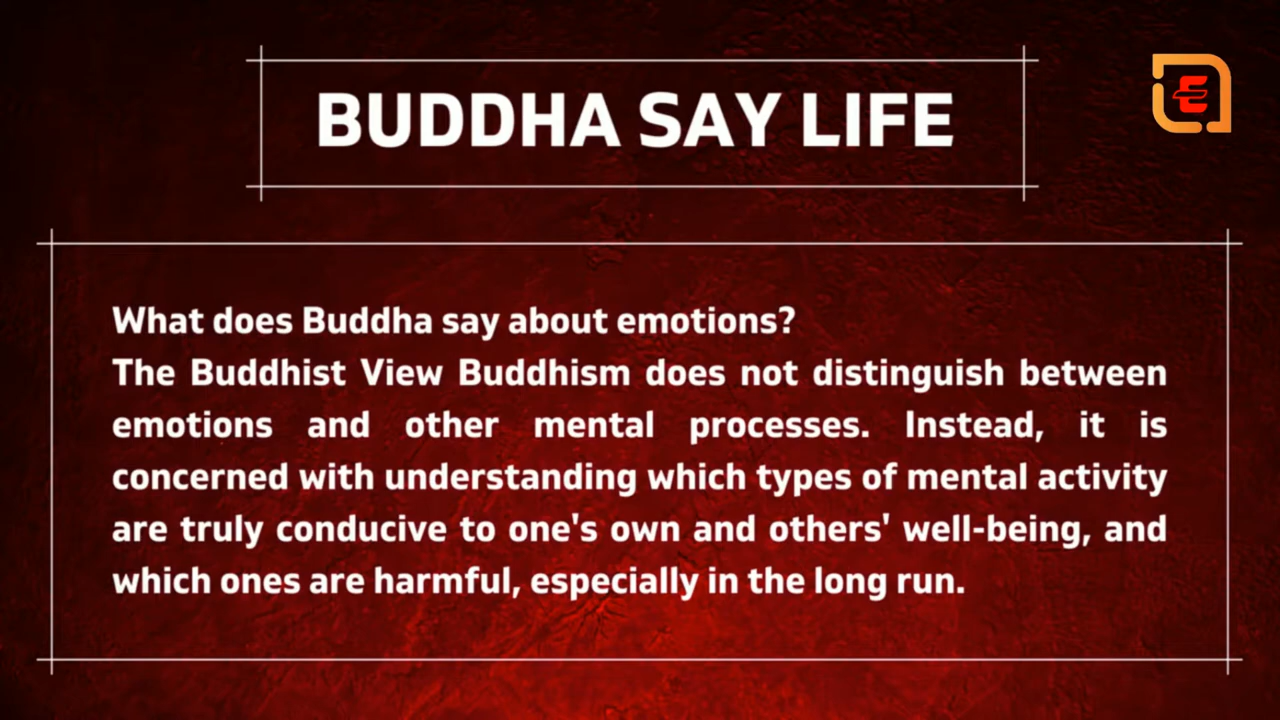 BUDDHA SAY LIFE
E
What does Buddha say about emotions?
The Buddhist View Buddhism does not distinguish between
emotions and other mental processes. Instead, it is
concerned with understanding which types of mental activity
are truly conducive to one's own and others' well-being, and
which ones are harmful, especially in the long run.